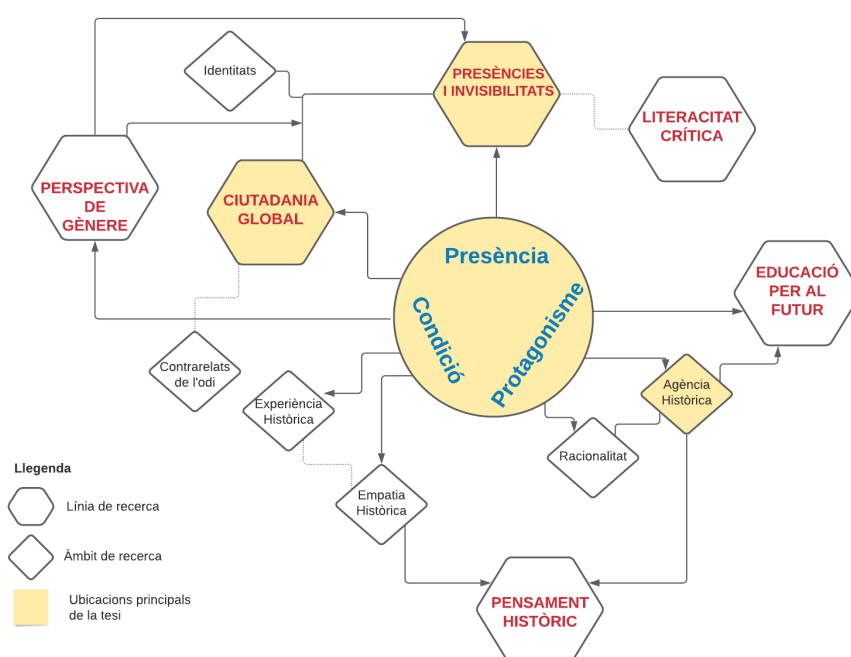 Identitats
PRESÈNCIES
I INVISIBILITATS
LITERACITAT
CRÍTICA
PERSPECTIVA
DE
GÈNERE
CIUTADANIA
GLOBAL
Presència
Condició
Protagonisme
EDUCACIÓ
PER AL
FUTUR
Contrarelats
de l'odi
Experiència
Històrica
Agència
Històrica
Racionalitat
Empatia
Històrica
PENSAMENT
HISTÒRIC
Llegenda
Línia de recerca
Àmbit de recerca
Ubicacions principals
de la tesi